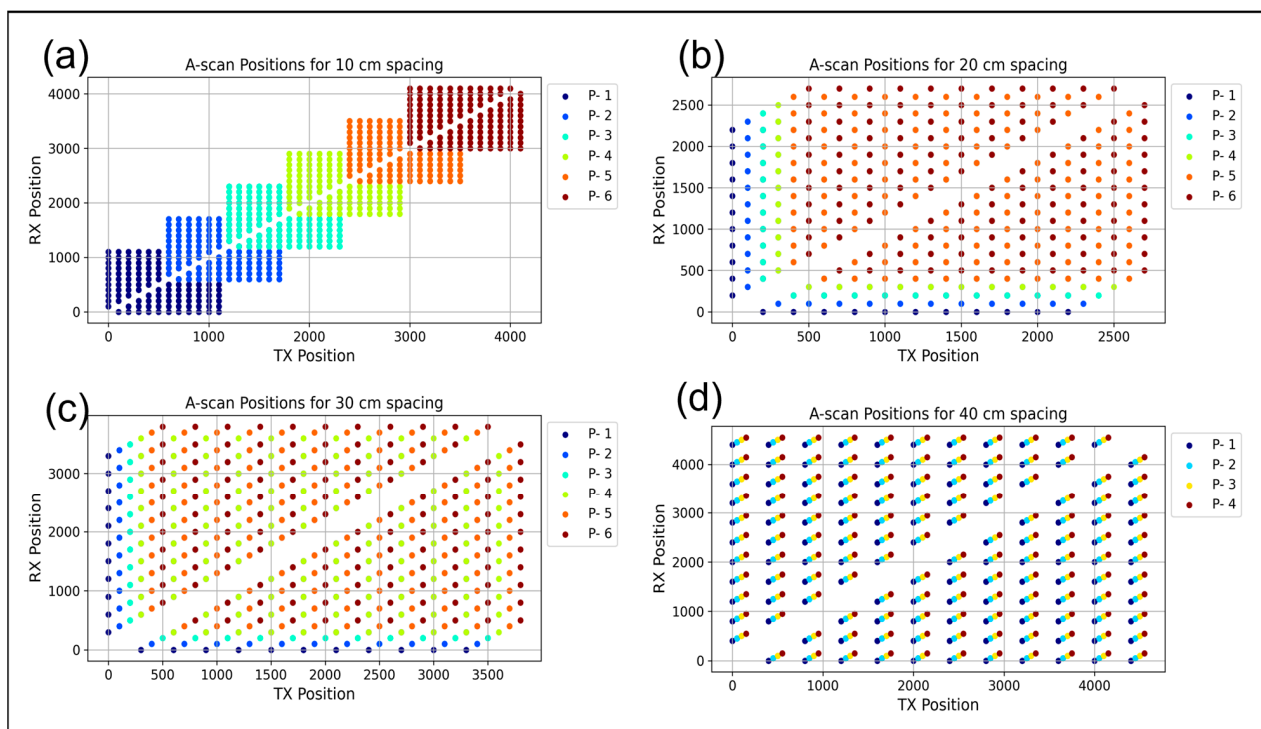 (a)
A-scan Positions for 10 cm spacing
RX Position
4000
3000
2000
1000
0
0 1000 2000 3000 4000
TX Position
P- 1
P- 2
P- 3
P- 4
P- 5
P- 6
(b)
A-scan Positions for 20 cm spacing
RX Position
2500
2000
1500
1000
500
0
0 500 1000 1500 2000 2500
TX Position
P- 1
P- 2
P- 3
P- 4
P- 5
P- 6
(c)
A-scan Positions for 30 cm spacing
RX Position
3000
2000
1000
0
0 500 1000 1500 2000 2500 3000 3500
TX Position
P- 1
P- 2
P- 3
P- 4
P- 5
P- 6
(d)
A-scan Positions for 40 cm spacing
RX Position
4000
3000
2000
1000
0
0 1000 2000 3000 4000
TX Position
P- 1
P- 2
P- 3
P- 4